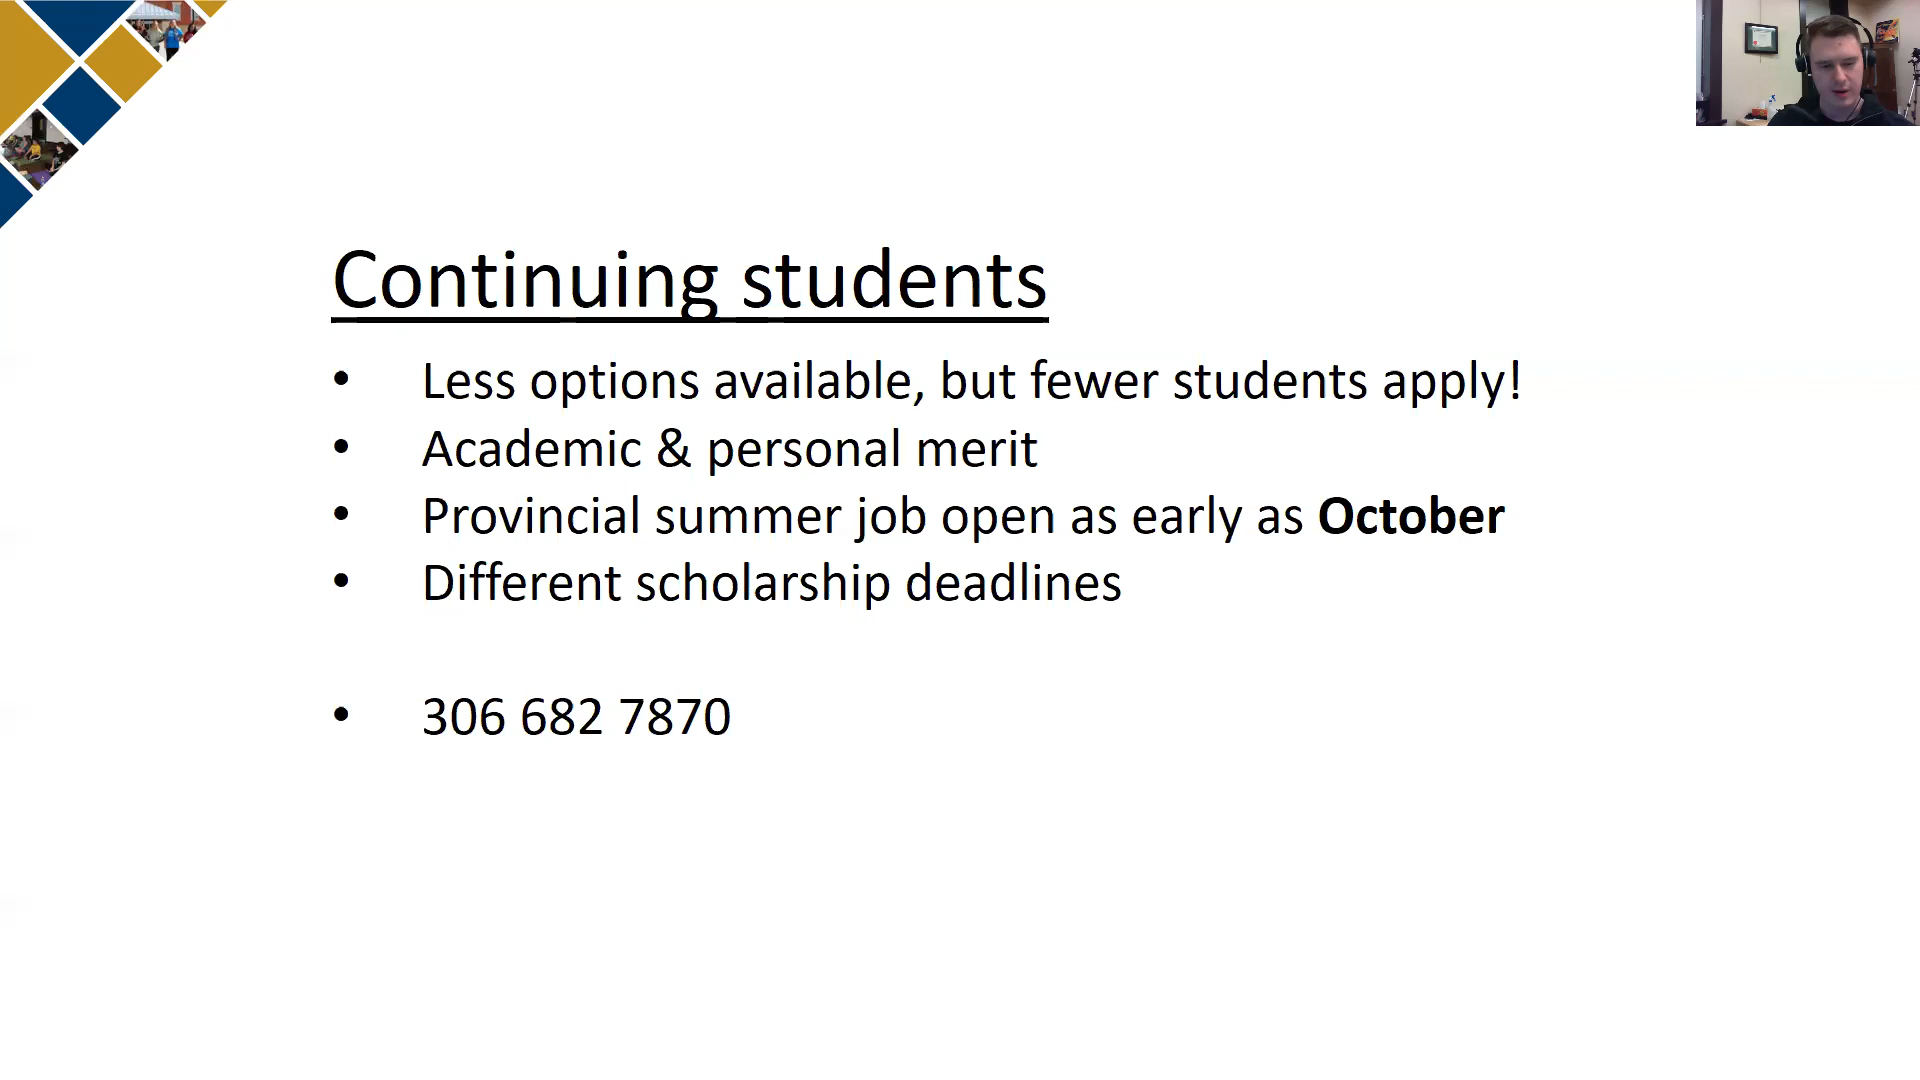 Continuing students
• Less options available, but fewer students apply!
• Academic & personal merit
• Provincial summer job open as early as October
• Different scholarship deadlines
• 306 682 7870